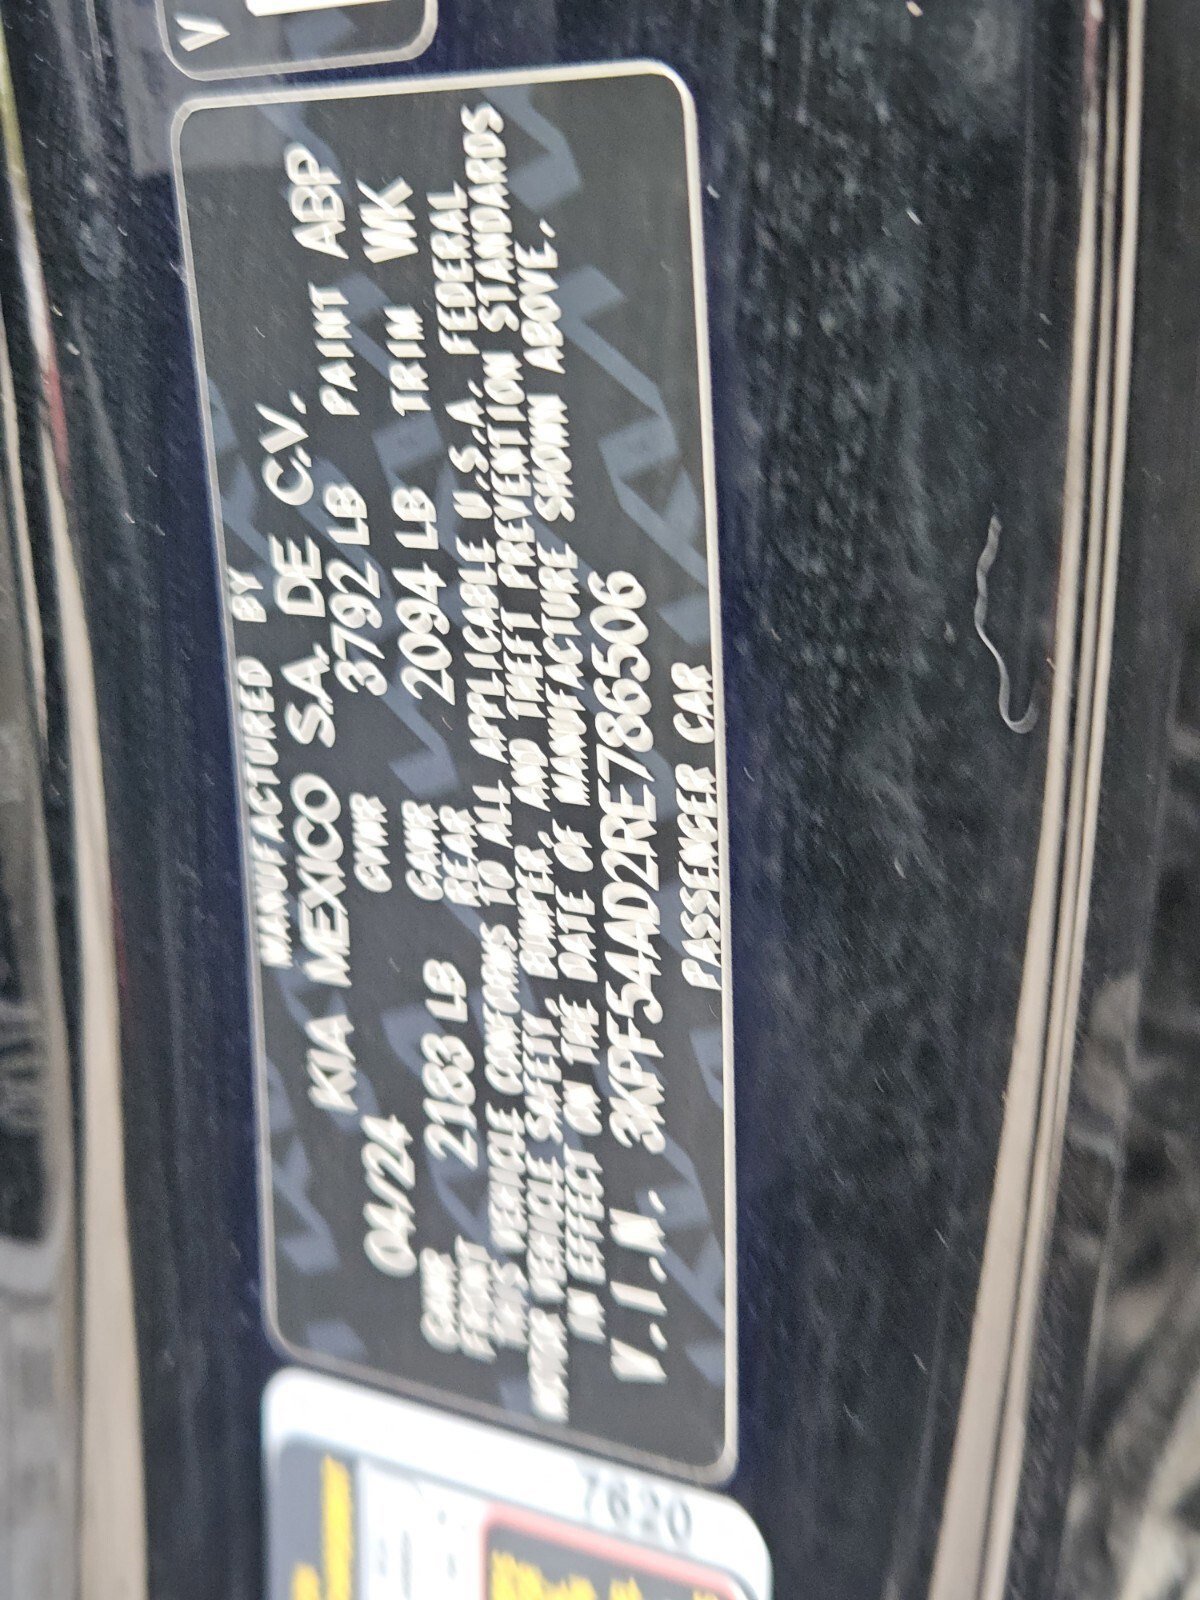 MANUFACTURED BY
KIA MEXICO S.A. DE C.V.
04/24 GVWR 3792 LB PAINT ABP
GAWR FRONT 2183 LB GAWR REAR 2094 LB TRIM WK
THIS VEHICLE CONFORMS TO ALL APPLICABLE U.S.A. FEDERAL
MOTOR VEHICLE SAFETY, BUMPER, AND THEFT PREVENTION STANDARDS
IN EFFECT ON THE DATE OF MANUFACTURE SHOWN ABOVE.
V.I.N. 3KPF54AD2RE786506
PASSENGER CAR
7620
V